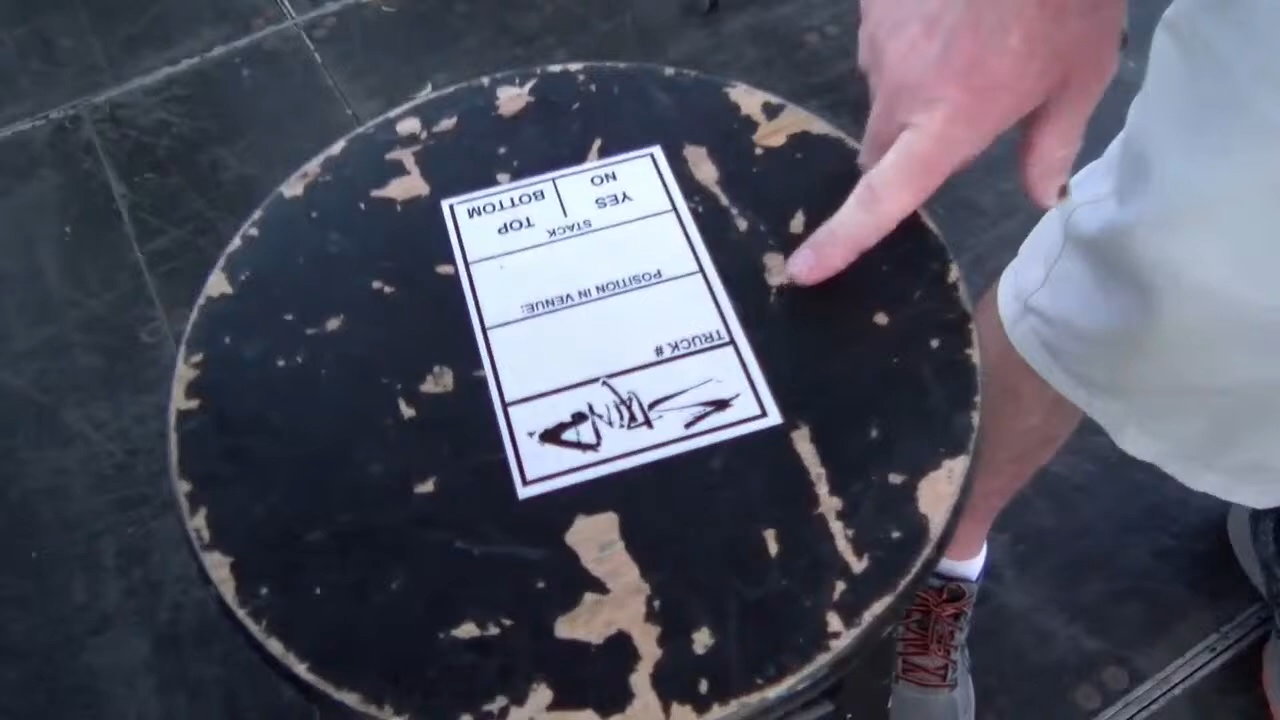 TRUCK #
POSITION IN VENUE:
STACK
YES TOP
NO BOTTOM